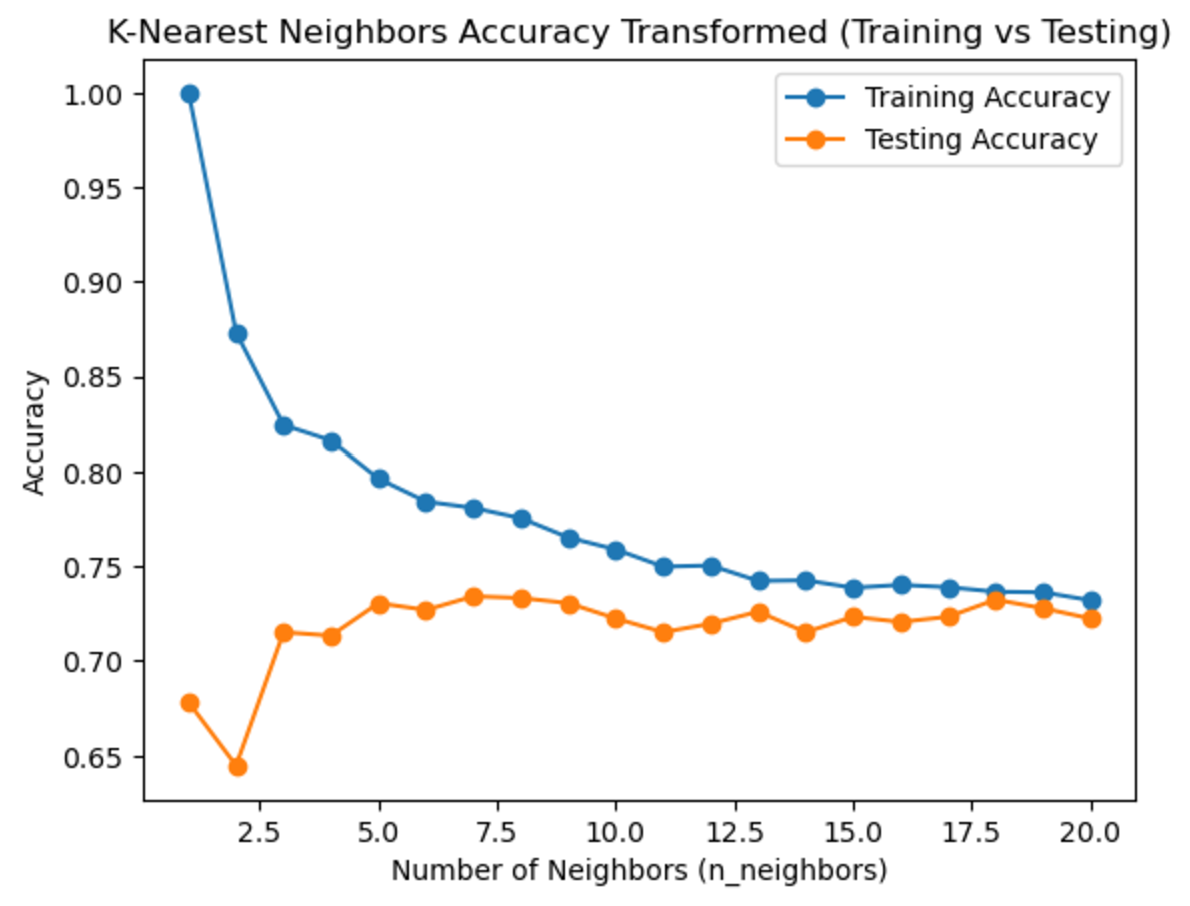 K-Nearest Neighbors Accuracy Transformed (Training vs Testing)
Training Accuracy
Testing Accuracy
Accuracy
1.00
0.95
0.90
0.85
0.80
0.75
0.70
0.65
2.5 5.0 7.5 10.0 12.5 15.0 17.5 20.0
Number of Neighbors (n_neighbors)